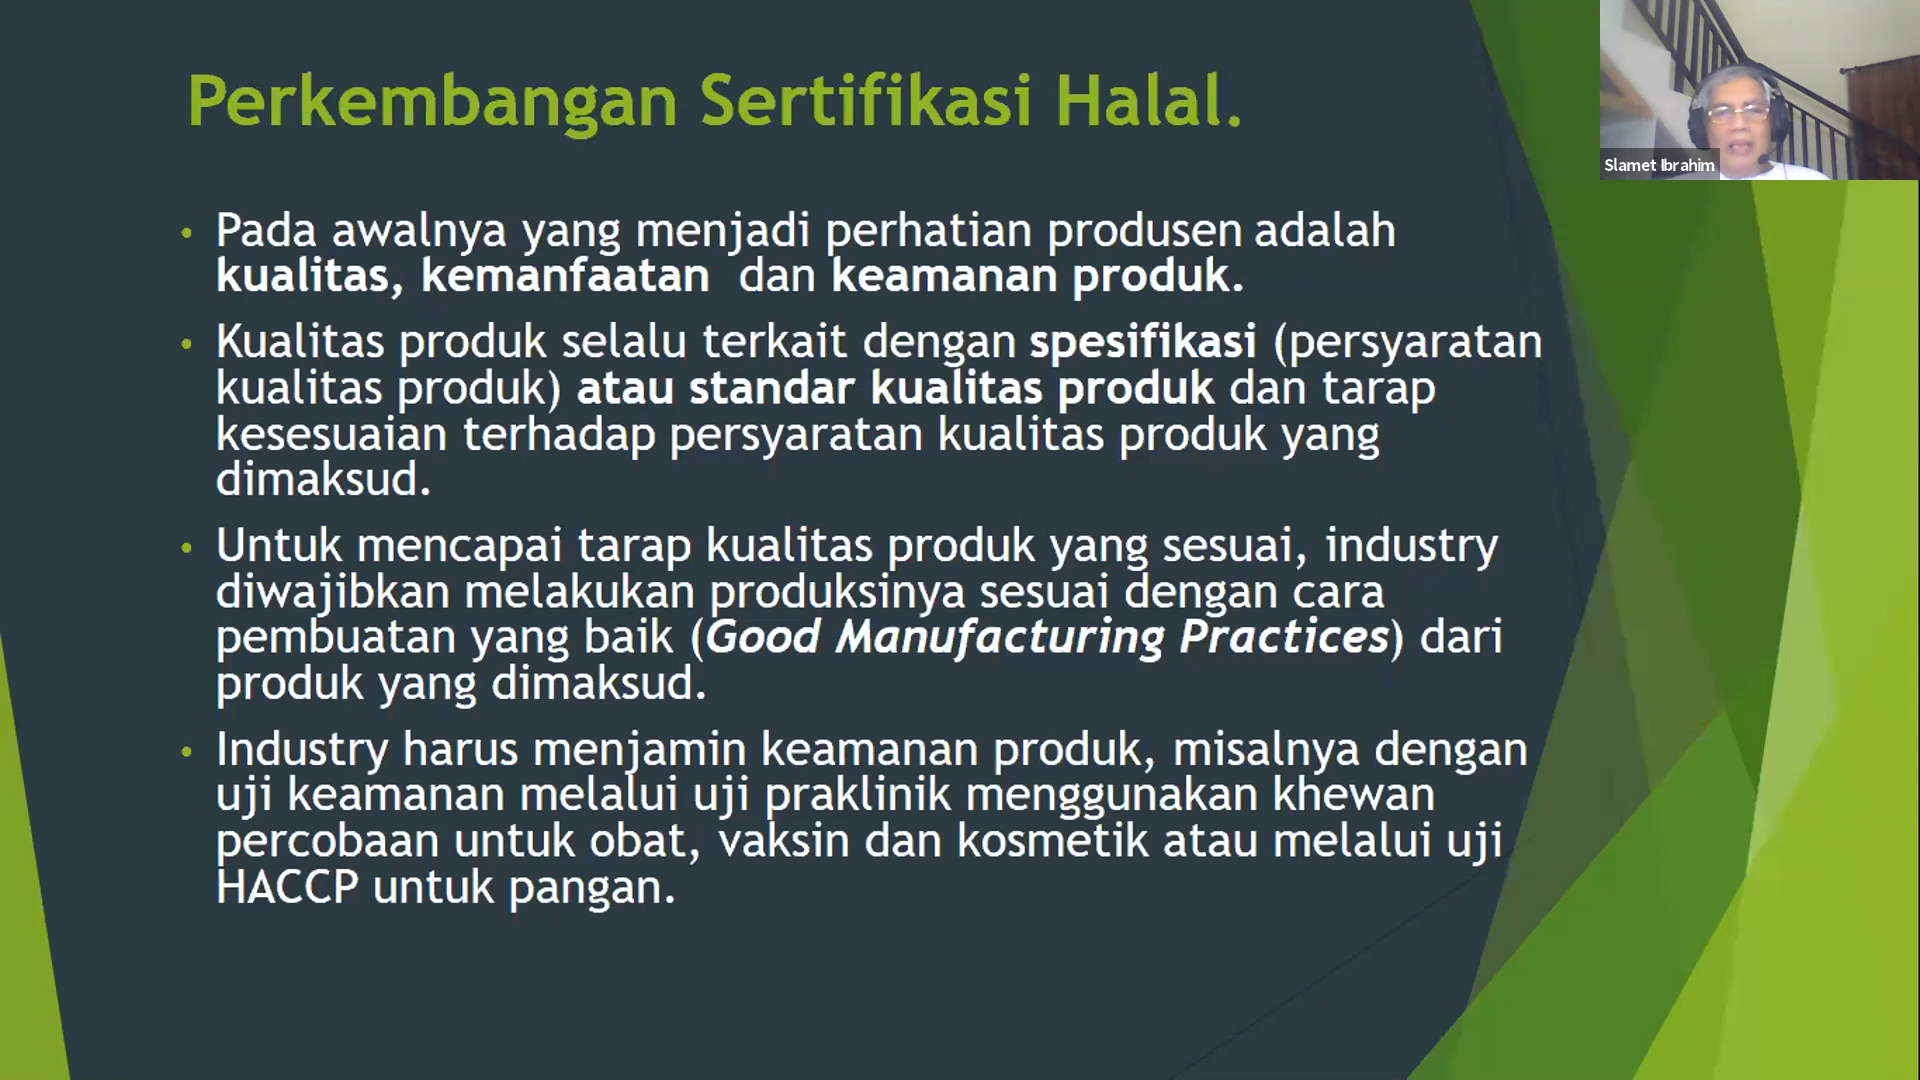 Perkembangan Sertifikasi Halal.
Slamet Ibrahim
• Pada awalnya yang menjadi perhatian produsen adalah
kualitas, kemanfaatan dan keamanan produk.
• Kualitas produk selalu terkait dengan spesifikasi (persyaratan
kualitas produk) atau standar kualitas produk dan tarap
kesesuaian terhadap persyaratan kualitas produk yang
dimaksud.
• Untuk mencapai tarap kualitas produk yang sesuai, industry
diwajibkan melakukan produksinya sesuai dengan cara
pembuatan yang baik (Good Manufacturing Practices) dari
produk yang dimaksud.
• Industry harus menjamin keamanan produk, misalnya dengan
uji keamanan melalui uji praklinik menggunakan khewan
percobaan untuk obat, vaksin dan kosmetik atau melalui uji
HACCP untuk pangan.